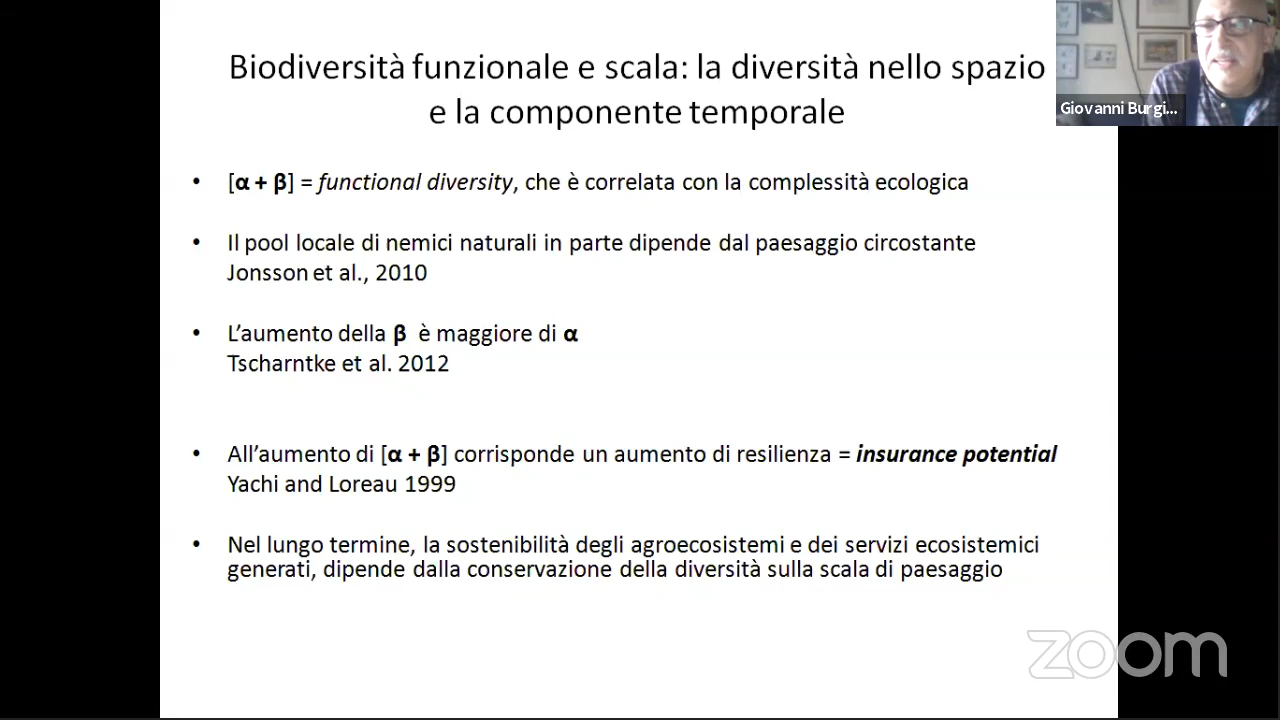 Biodiversità funzionale e scala: la diversità nello spazio
e la componente temporale
Giovanni Burgi...
• [α + β] = functional diversity, che è correlata con la complessità ecologica
• Il pool locale di nemici naturali in parte dipende dal paesaggio circostante
Jonsson et al., 2010
• L’aumento della β è maggiore di α
Tscharntke et al. 2012
• All’aumento di [α + β] corrisponde un aumento di resilienza = insurance potential
Yachi and Loreau 1999
• Nel lungo termine, la sostenibilità degli agroecosistemi e dei servizi ecosistemici
generati, dipende dalla conservazione della diversità sulla scala di paesaggio
zoom